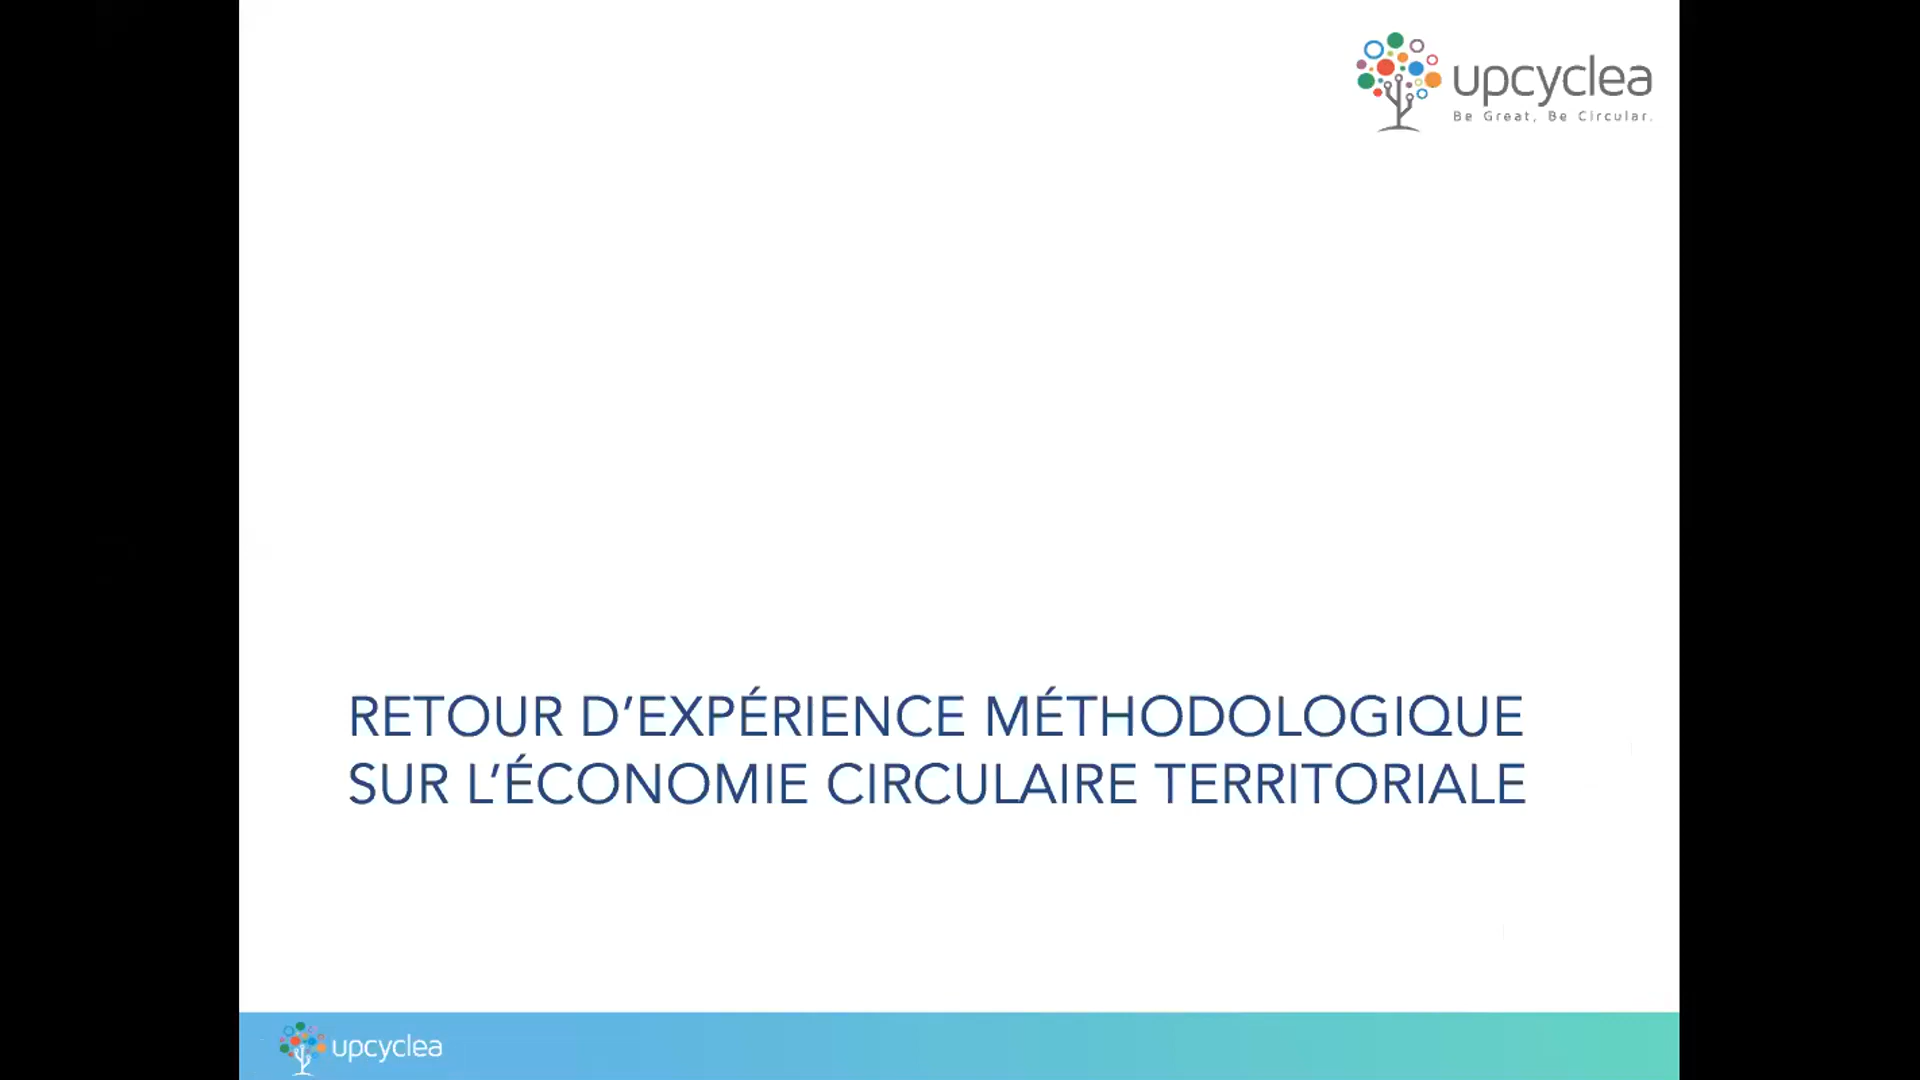 upcyclea
Be Great, Be Circular.
RETOUR D’EXPÉRIENCE MÉTHODOLOGIQUE
SUR L’ÉCONOMIE CIRCULAIRE TERRITORIALE
upcyclea